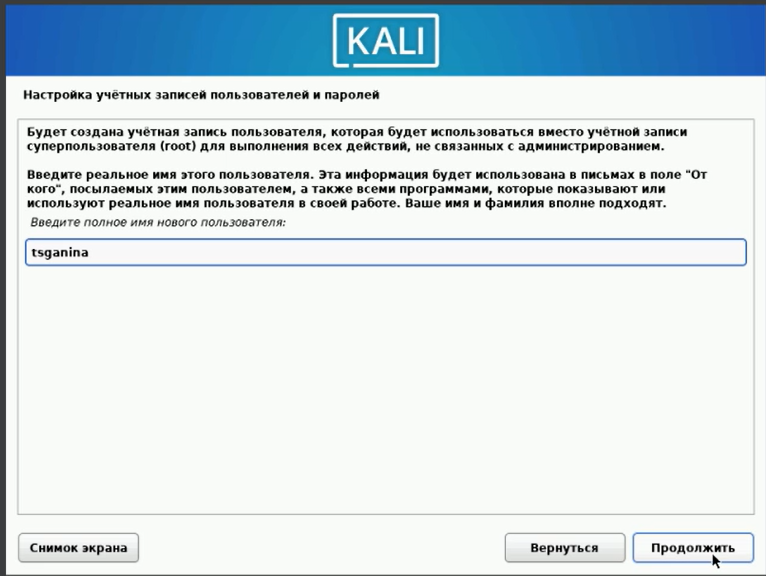 KALI
Настройка учётных записей пользователей и паролей
Будет создана учётная запись пользователя, которая будет использоваться вместо учётной записи
суперпользователя (root) для выполнения всех действий, не связанных с администрированием.
Введите реальное имя этого пользователя. Эта информация будет использована в письмах в поле "От
кого", посылаемых этим пользователем, а также всеми программами, которые показывают или
используют реальное имя пользователя в своей работе. Ваше имя и фамилия вполне подходят.
Введите полное имя нового пользователя:
tsganina
Снимок экрана
Вернуться
Продолжить